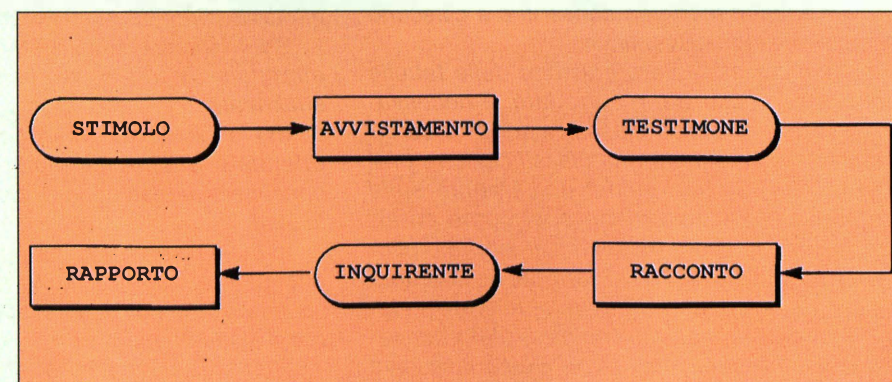 STIMOLO AVVISTAMENTO TESTIMONE
RAPPORTO INQUIRENTE RACCONTO